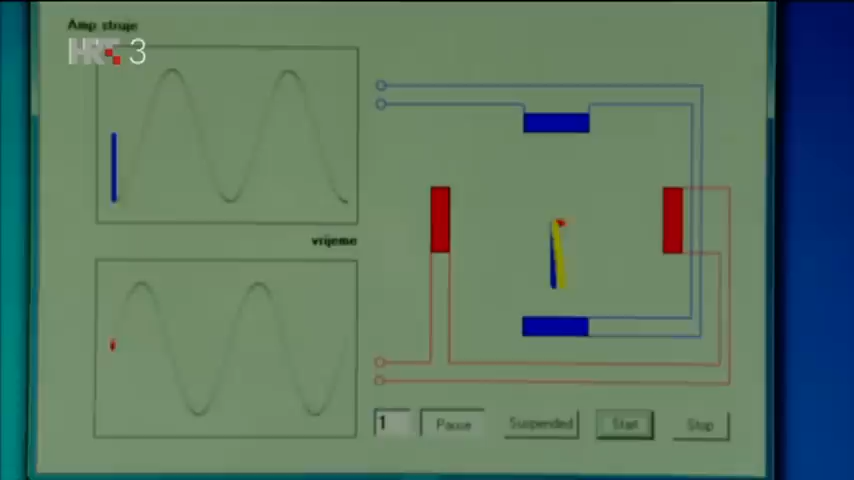 Amp struje
HRT 3
vrijeme
1
Pause
Suspended
Start
Stop